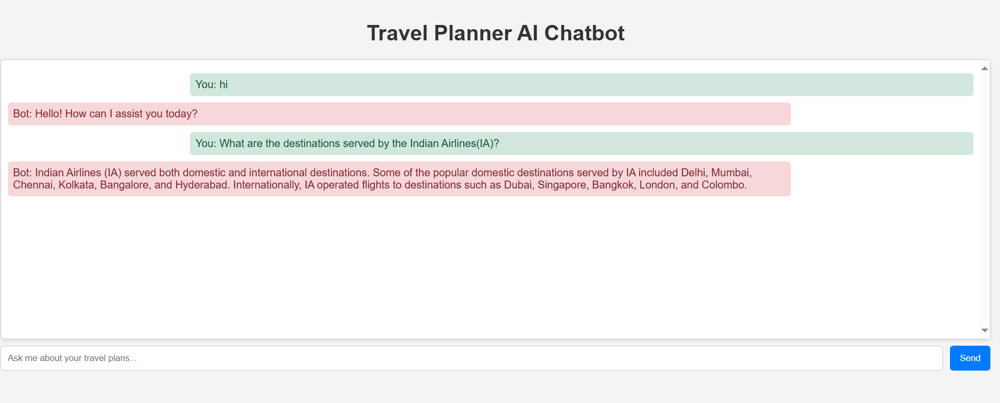 Travel Planner AI Chatbot
You: hi
Bot: Hello! How can I assist you today?
You: What are the destinations served by the Indian Airlines(IA)?
Bot: Indian Airlines (IA) served both domestic and international destinations. Some of the popular domestic destinations served by IA included Delhi, Mumbai,
Chennai, Kolkata, Bangalore, and Hyderabad. Internationally, IA operated flights to destinations such as Dubai, Singapore, Bangkok, London, and Colombo.
Ask me about your travel plans...
Send